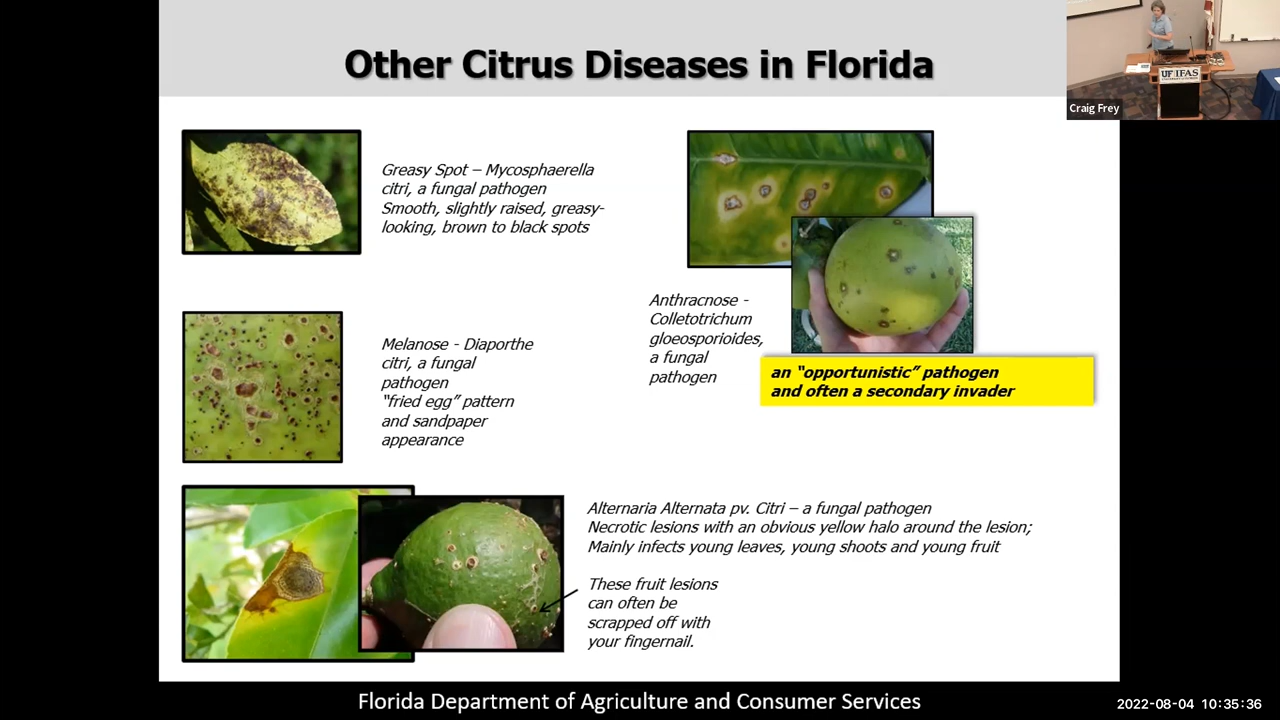 Other Citrus Diseases in Florida
UF IFAS
Craig Frey
Greasy Spot – Mycosphaerella
citri, a fungal pathogen
Smooth, slightly raised, greasy-
looking, brown to black spots
Anthracnose -
Colletotrichum
gloeosporioides,
a fungal
pathogen
an “opportunistic” pathogen
and often a secondary invader
Melanose - Diaporthe
citri, a fungal
pathogen
“fried egg” pattern
and sandpaper
appearance
Alternaria Alternata pv. Citri – a fungal pathogen
Necrotic lesions with an obvious yellow halo around the lesion;
Mainly infects young leaves, young shoots and young fruit
These fruit lesions
can often be
scrapped off with
your fingernail.
Florida Department of Agriculture and Consumer Services
2022-08-04 10:35:36